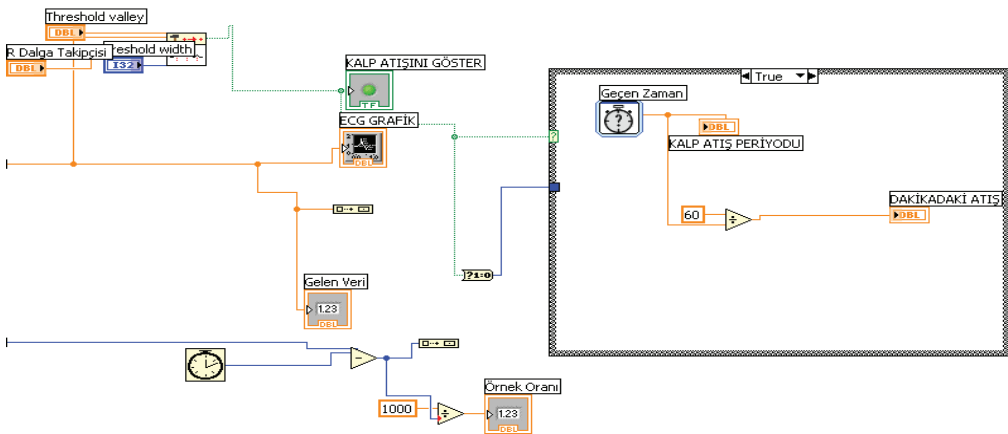 Threshold valley
DBL
R Dalga Takipçisi
reshold width
DBL
I32
KALP ATIŞINI GÖSTER
TF
ECG GRAFİK
DBL
True
Geçen Zaman
?
DBL
KALP ATIŞ PERİYODU
?
60
÷
DAKİKADAKİ ATIŞ
DBL
?1:0
Gelen Veri
1.23
DBL
−
1000
÷
Örnek Oranı
1.23
DBL